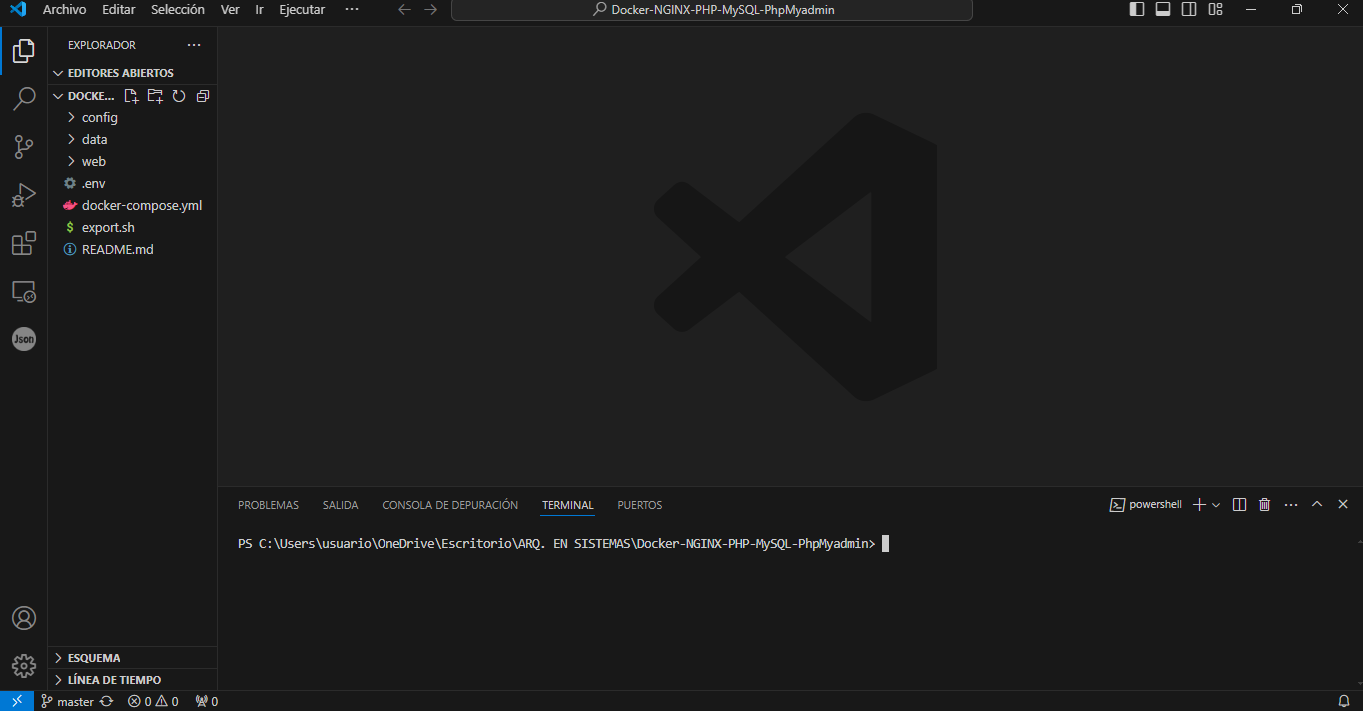 Archivo Editar Selección Ver Ir Ejecutar ··· Docker-NGINX-PHP-MySQL-PhpMyadmin
EXPLORADOR ···
EDITORES ABIERTOS
DOCKE...
config
data
web
.env
docker-compose.yml
$ export.sh
README.md
Json
PROBLEMAS SALIDA CONSOLA DE DEPURACIÓN TERMINAL PUERTOS powershell ···
PS C:\Users\usuario\OneDrive\Escritorio\ARQ. EN SISTEMAS\Docker-NGINX-PHP-MySQL-PhpMyadmin>
ESQUEMA
LÍNEA DE TIEMPO
master 0 0 0